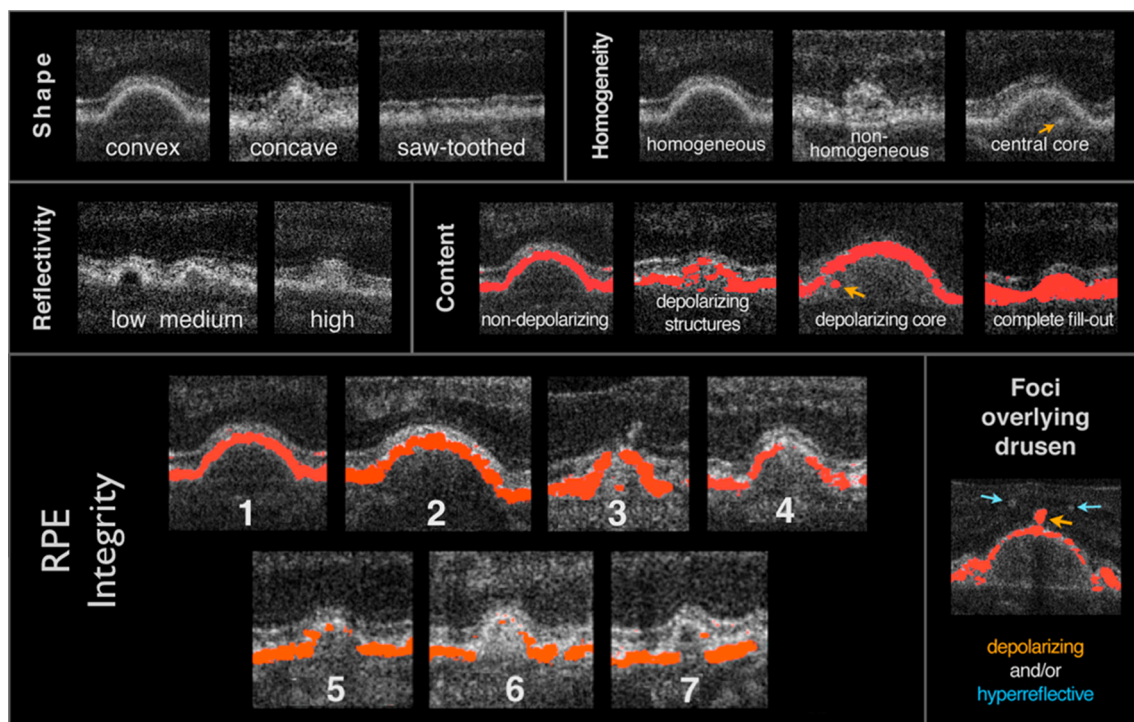 Shape
convex
concave
saw-toothed
Homogeneity
homogeneous
non-
homogeneous
central core
Reflectivity
low medium
high
Content
non-depolarizing
depolarizing
structures
depolarizing core
complete fill-out
RPE
Integrity
1
2
3
4
5
6
7
Foci
overlying
drusen
depolarizing
and/or
hyperreflective